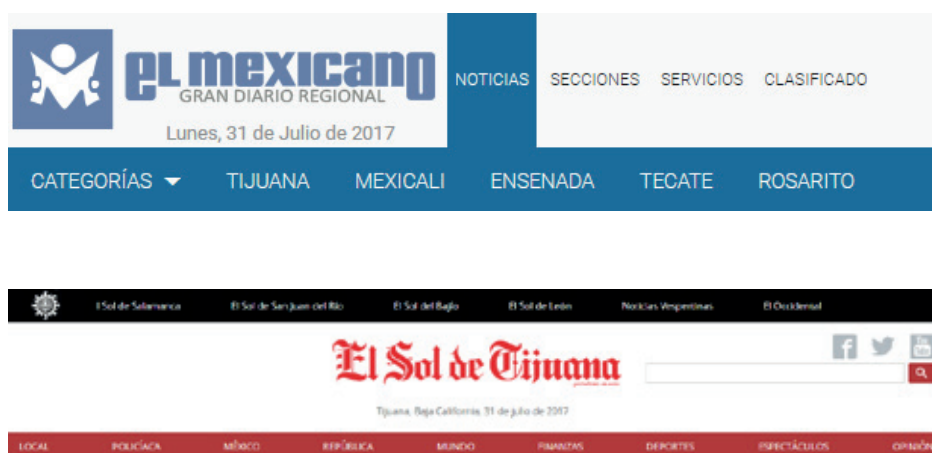 el mexicano
GRAN DIARIO REGIONAL
Lunes, 31 de Julio de 2017
NOTICIAS SECCIONES SERVICIOS CLASIFICADO
CATEGORÍAS TIJUANA MEXICALI ENSENADA TECATE ROSARITO
l Sol de Salamanca El Sol de San Juan del Río El Sol del Bajío El Sol de León Noticias Vespertinas El Occidental
El Sol de Tijuana
Tijuana, Baja California, 31 de julio de 2017
LOCAL POLICÍACA MÉXICO REPÚBLICA MUNDO FINANZAS DEPORTES ESPECTÁCULOS OPINIÓN